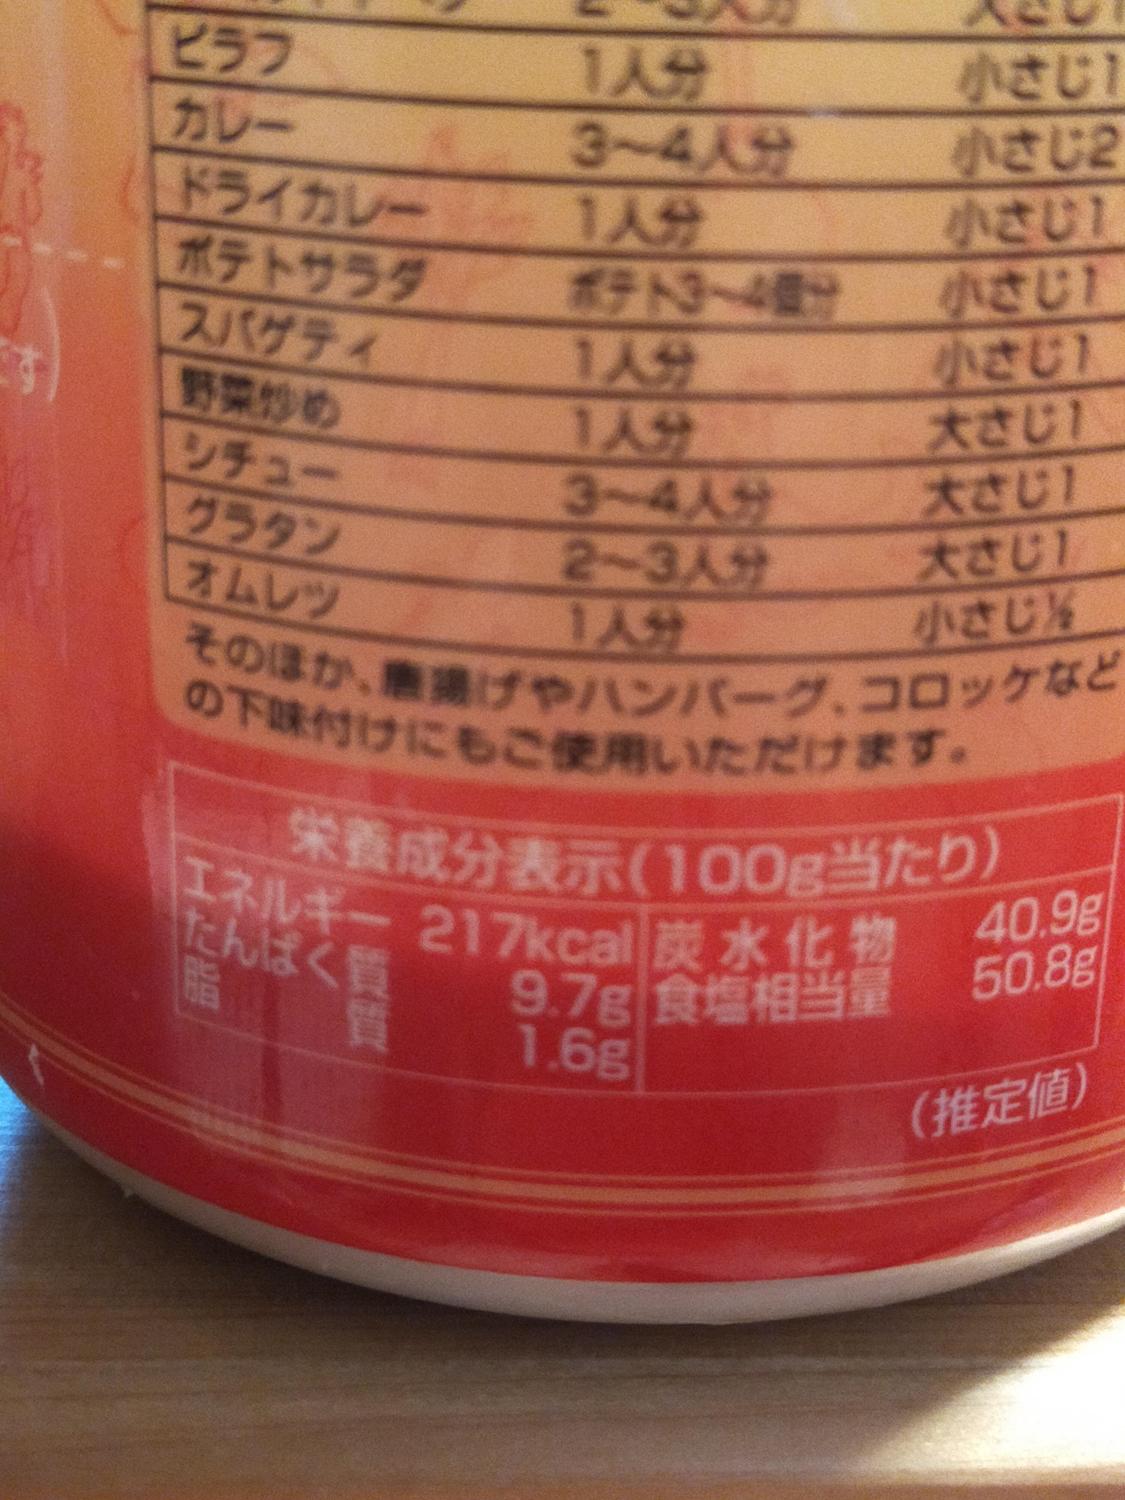 2〜3人分
ピラフ 1人分 小さじ1
カレー 3〜4人分 小さじ2
ドライカレー 1人分 小さじ1
ポテトサラダ ポテト3〜4個分 小さじ1
スパゲティ 1人分 小さじ1
野菜炒め 1人分 大さじ1
シチュー 3〜4人分 大さじ1
グラタン 2〜3人分 大さじ1
オムレツ 1人分 小さじ½
そのほか、唐揚げやハンバーグ、コロッケなど
の下味付けにもご使用いただけます。
です)
栄養成分表示(100g当たり)
エネルギー 217kcal 炭水化物 40.9g
たんぱく質 9.7g 食塩相当量 50.8g
脂質 1.6g
(推定値)